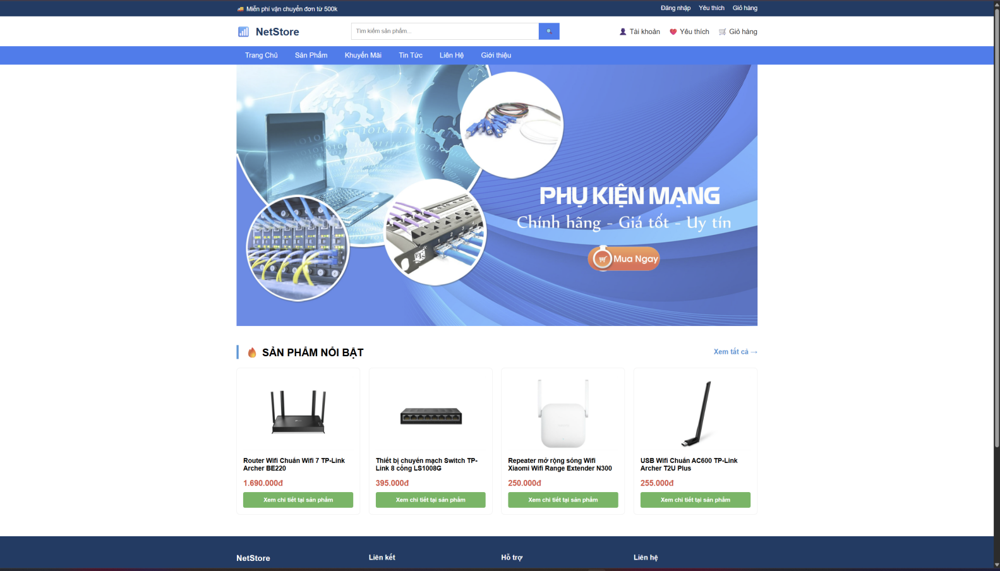 Miễn phí vận chuyển đơn từ 500k
Đăng nhập Yêu thích Giỏ hàng
NetStore
Tìm kiếm sản phẩm...
Tài khoản Yêu thích Giỏ hàng
Trang Chủ Sản Phẩm Khuyến Mãi Tin Tức Liên Hệ Giới thiệu
PHỤ KIỆN MẠNG
Chính hãng - Giá tốt - Uy tín
Mua Ngay
SẢN PHẨM NỔI BẬT
Xem tất cả →
Router Wifi Chuẩn Wifi 7 TP-Link
Archer BE220
1.690.000đ
Xem chi tiết tại sản phẩm
Thiết bị chuyển mạch Switch TP-
Link 8 cổng LS1008G
395.000đ
Xem chi tiết tại sản phẩm
Repeater mở rộng sóng Wifi
Xiaomi Wifi Range Extender N300
250.000đ
Xem chi tiết tại sản phẩm
USB Wifi Chuẩn AC600 TP-Link
Archer T2U Plus
255.000đ
Xem chi tiết tại sản phẩm
NetStore
Liên kết
Hỗ trợ
Liên hệ